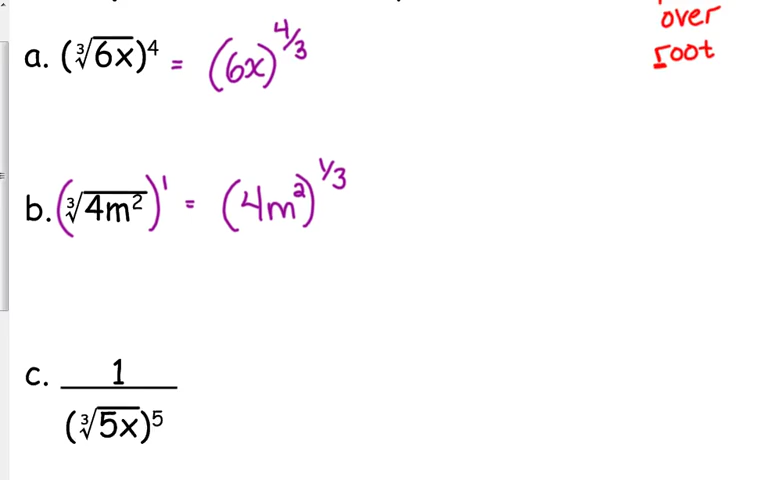 over
root
a. (∛6x)⁴ = (6x)^4/3
b. (∛4m²)¹ = (4m²)^1/3
c. 1
(∛5x)⁵